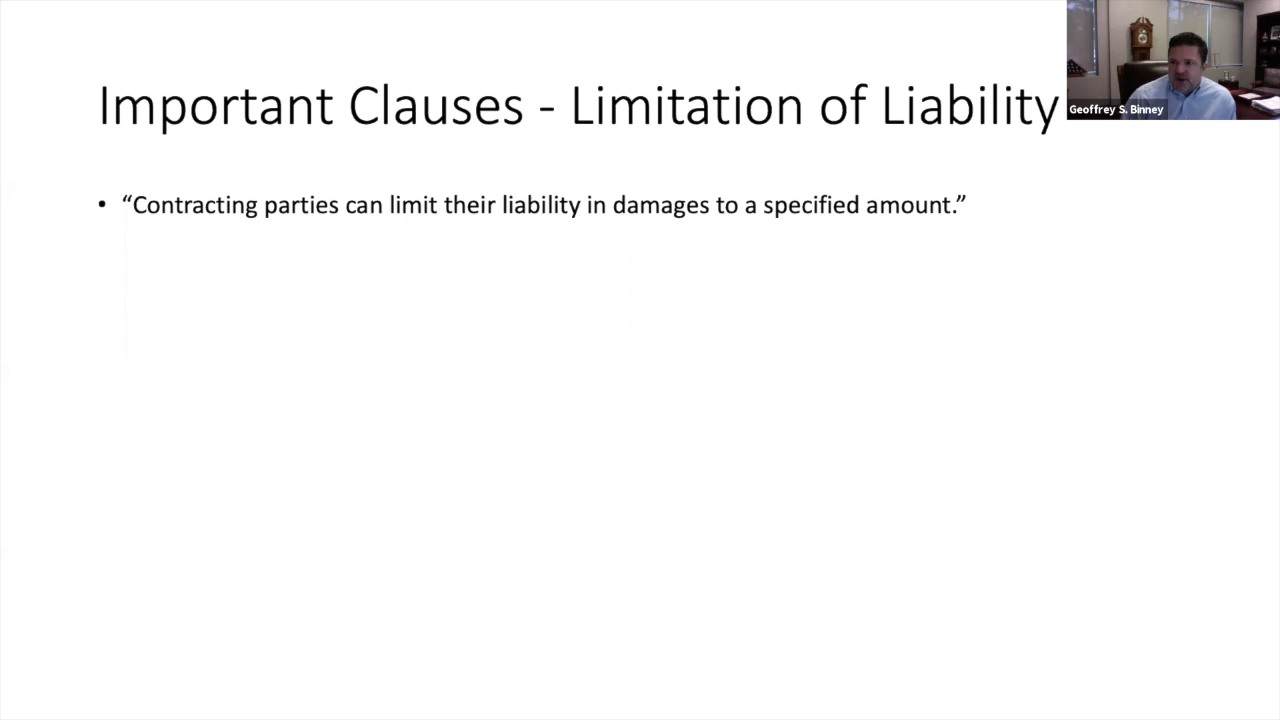 Important Clauses - Limitation of Liability
Geoffrey S. Binney
• “Contracting parties can limit their liability in damages to a specified amount.”